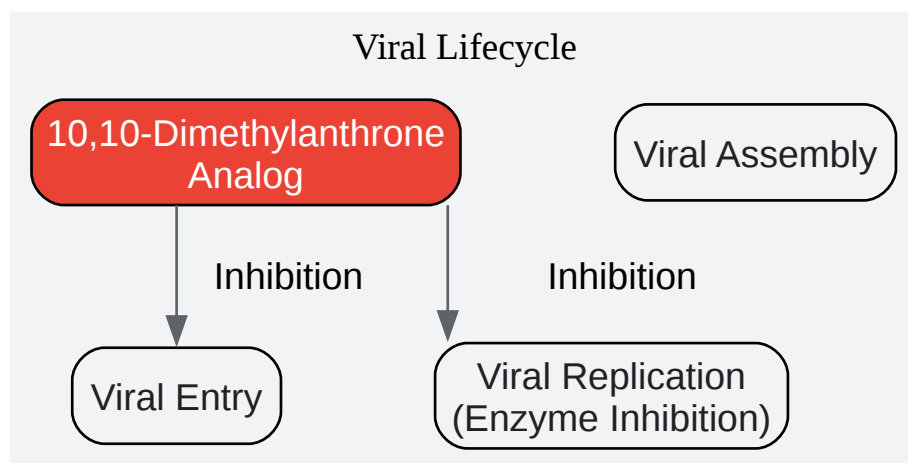 Viral Lifecycle
10,10-Dimethylanthrone
Analog
Viral Assembly
Inhibition
Inhibition
Viral Entry
Viral Replication
(Enzyme Inhibition)